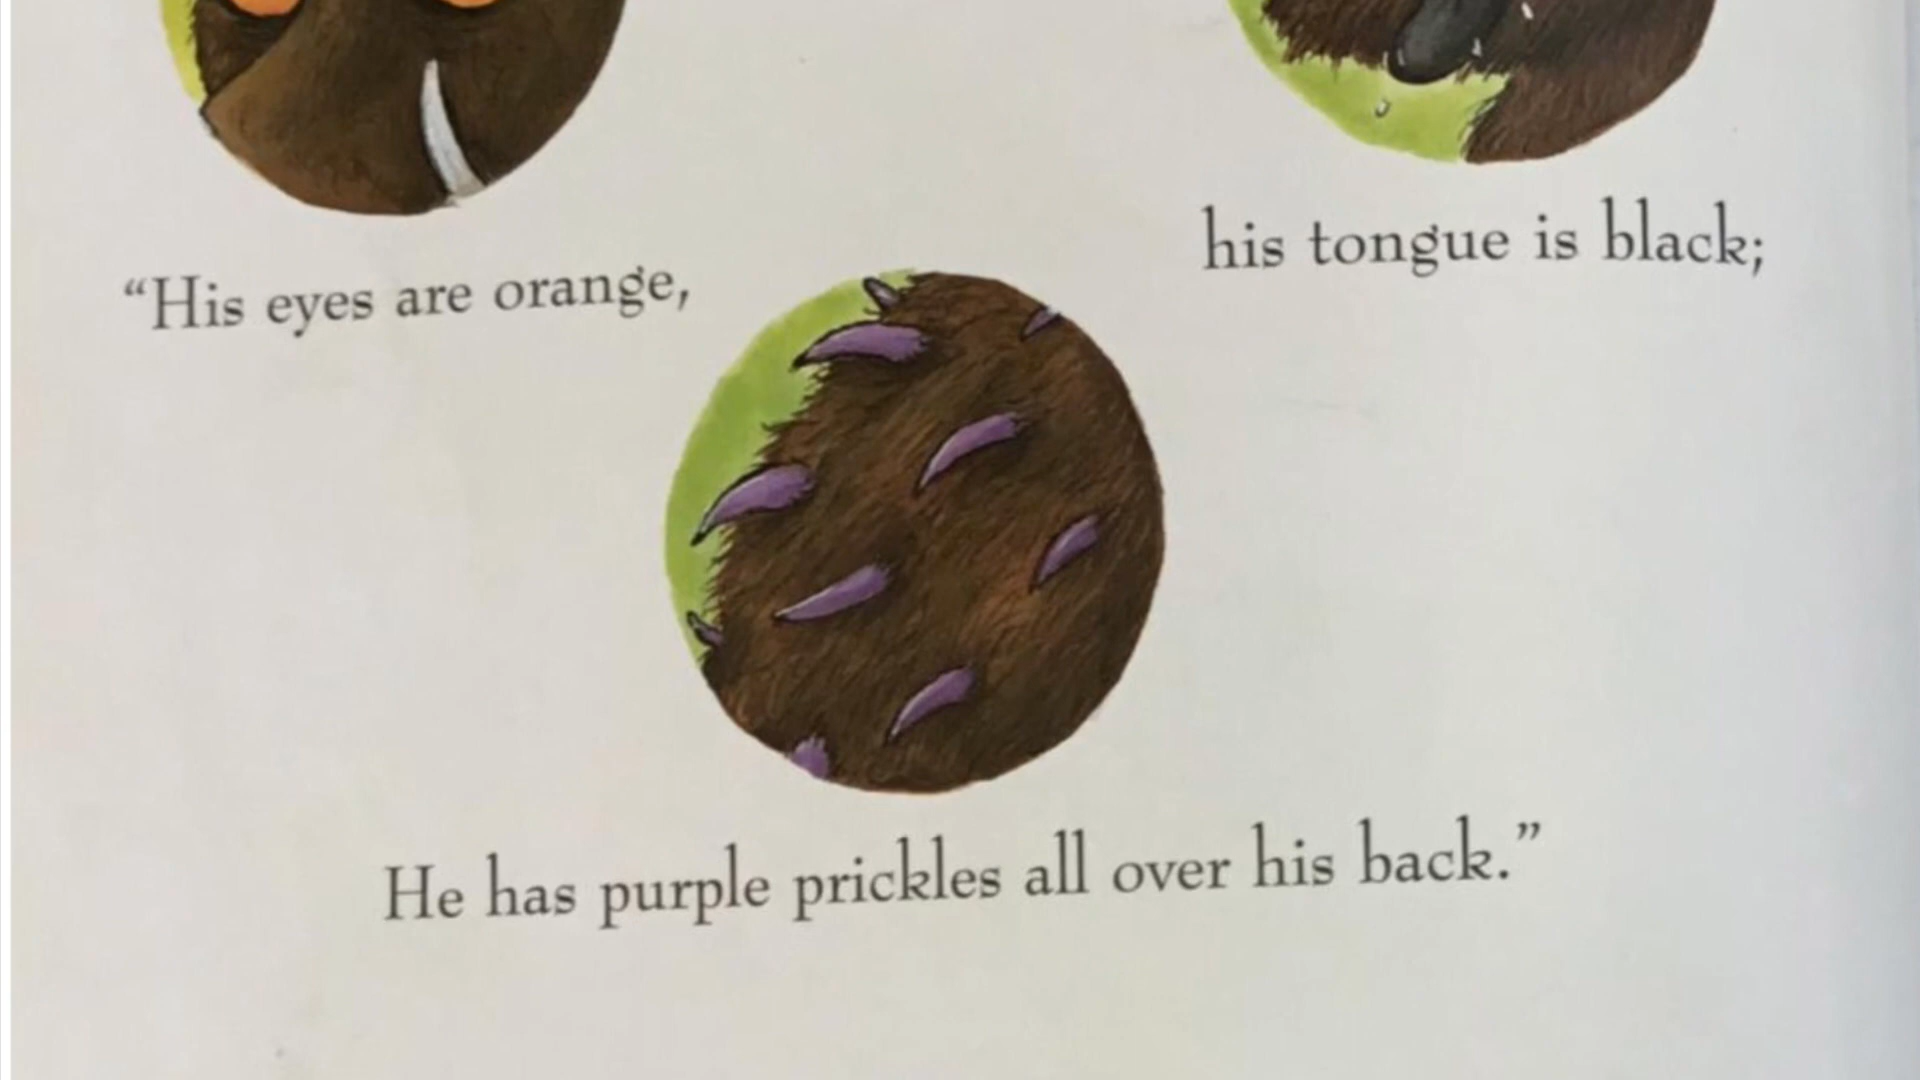 “His eyes are orange,
his tongue is black;
He has purple prickles all over his back.”